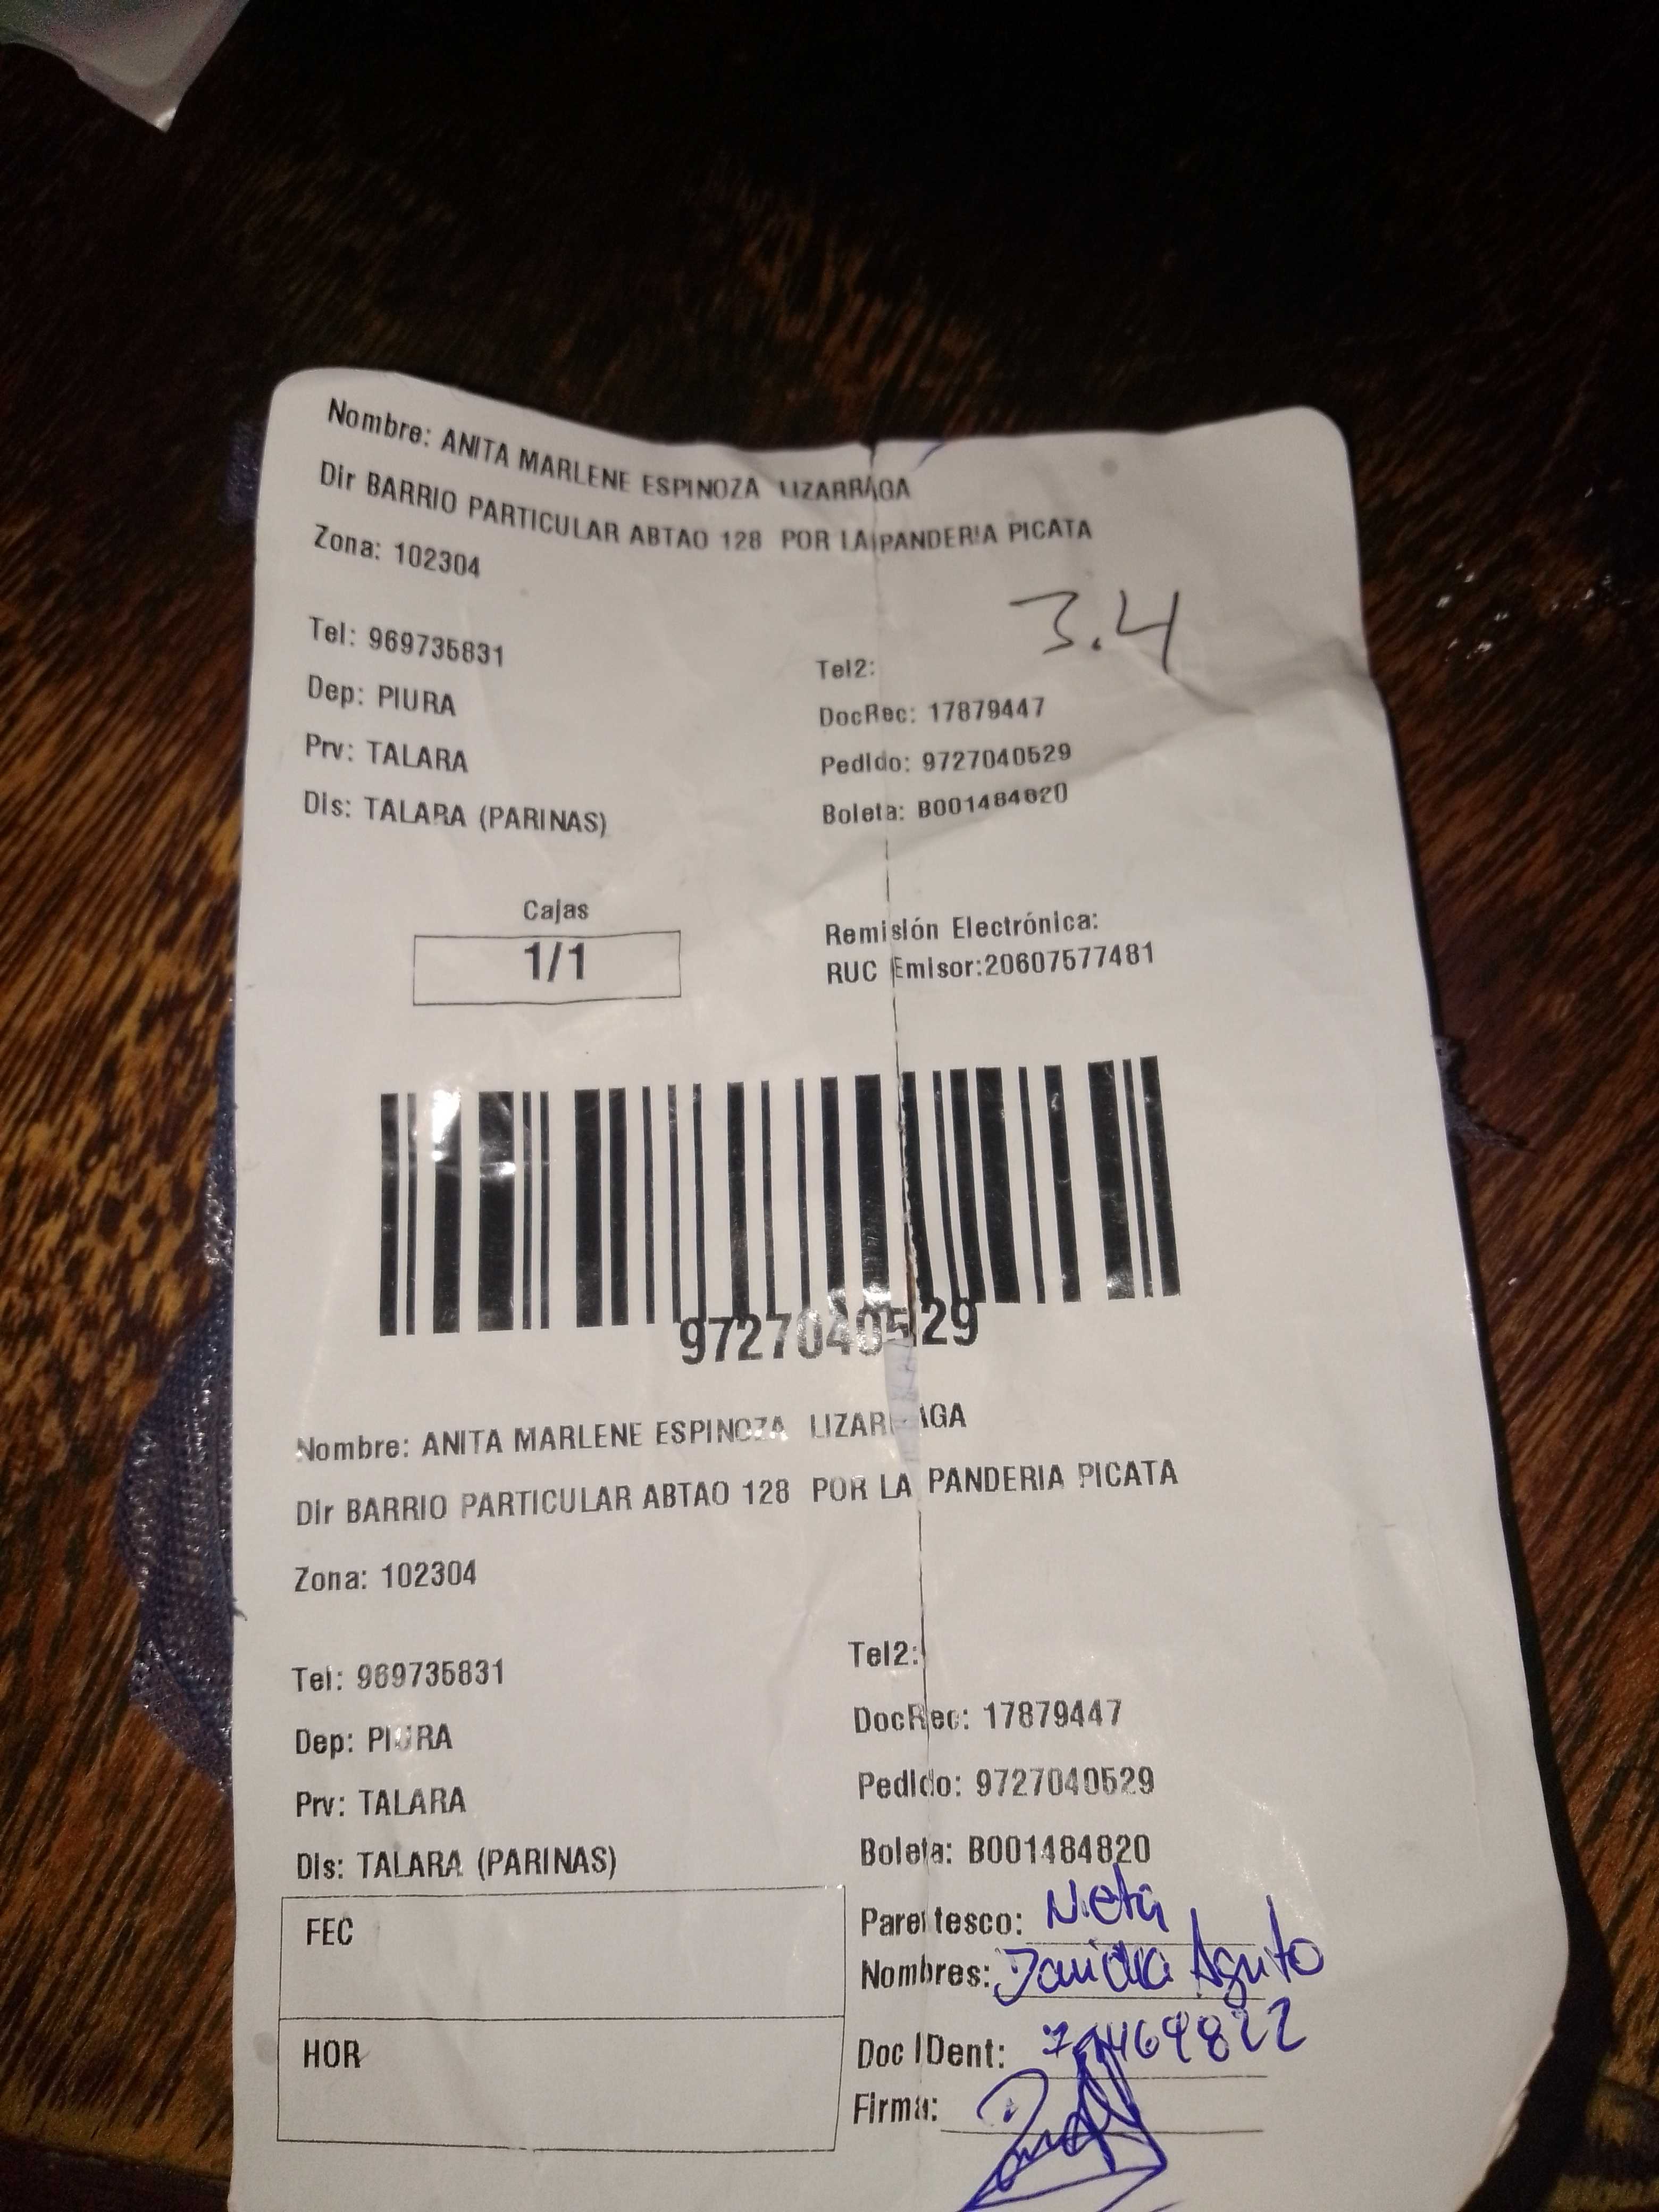 Nombre: ANITA MARLENE ESPINOZA LIZARRAGA
Dir BARRIO PARTICULAR ABTAO 128 POR LA PANDERIA PICATA
Zona: 102304
3.4
Tel: 969735831
Tel2:
Dep: PIURA
DocRec: 17879447
Prv: TALARA
Pedido: 9727040529
Dis: TALARA (PARINAS)
Boleta: B001484820
Cajas
1/1
Remisión Electrónica:
RUC Emisor:20607577481
9727040529
Nombre: ANITA MARLENE ESPINOZA LIZARRAGA
Dir BARRIO PARTICULAR ABTAO 128 POR LA PANDERIA PICATA
Zona: 102304
Tel: 969735831
Tel2:
Dep: PIURA
DocRec: 17879447
Prv: TALARA
Pedido: 9727040529
Dis: TALARA (PARINAS)
Boleta: B001484820
FEC
Parentesco: Nieta
Nombres: Agurto
HOR
Doc IDent:
Firma: